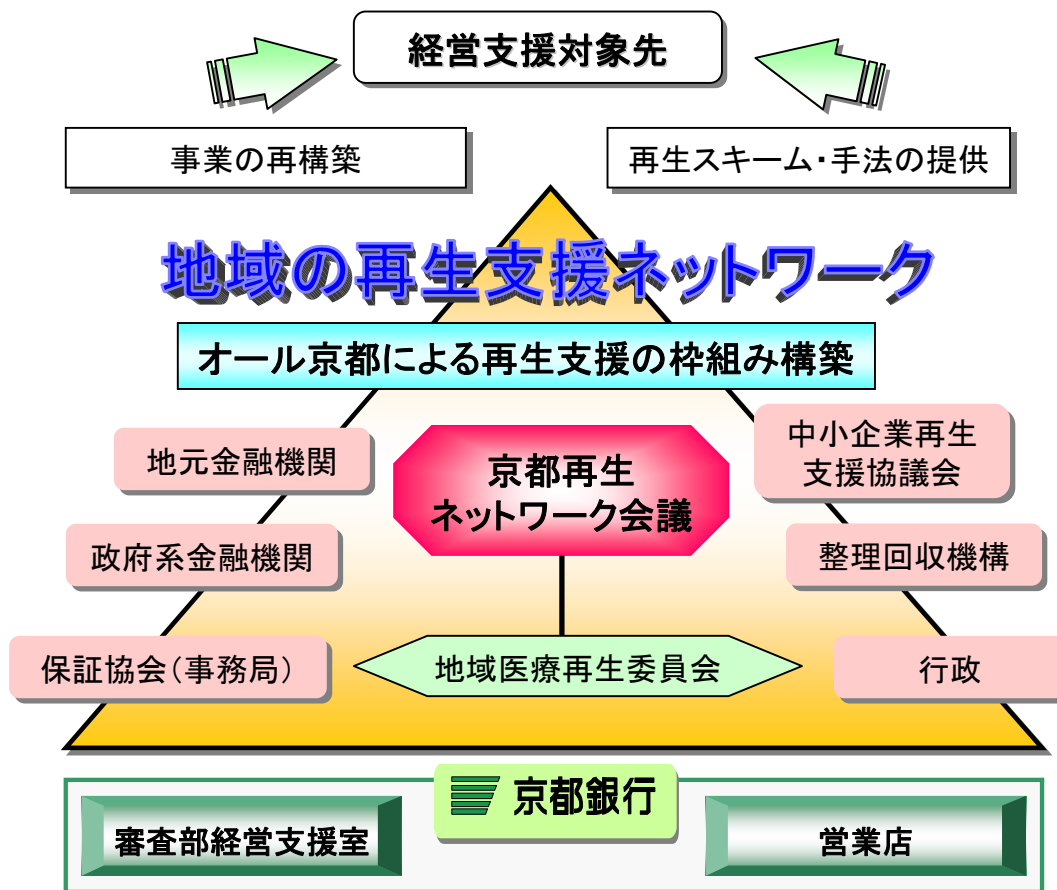 経営支援対象先
事業の再構築
再生スキーム・手法の提供
地域の再生支援ネットワーク
オール京都による再生支援の枠組み構築
地元金融機関
京都再生
ネットワーク会議
中小企業再生
支援協議会
政府系金融機関
整理回収機構
保証協会(事務局)
地域医療再生委員会
行政
京都銀行
審査部経営支援室
営業店